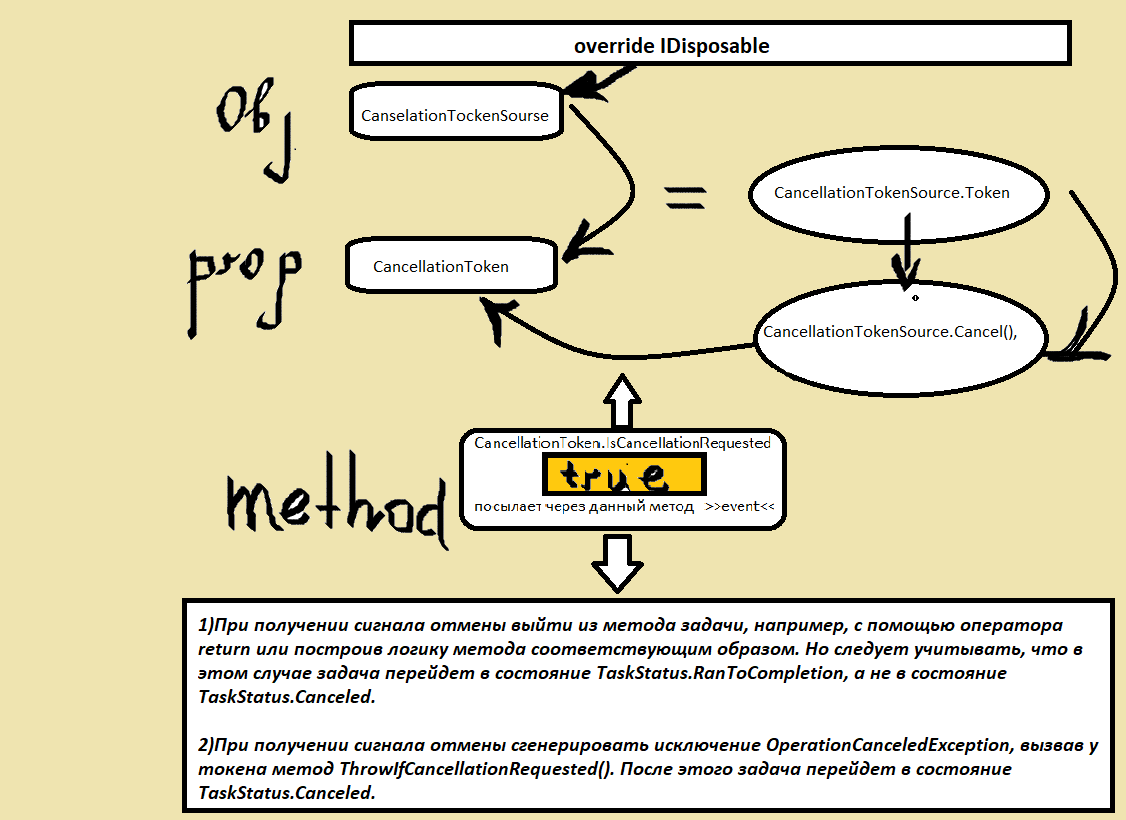 override IDisposable
Obj
CanselationTockenSourse
=
CancellationTokenSource.Token
prop
CancellationToken
CancellationTokenSource.Cancel(),
CancellationToken.IsCancellationRequested
true
method
посылает через данный метод >>event<<
1)При получении сигнала отмены выйти из метода задачи, например, с помощью оператора
return или построив логику метода соответствующим образом. Но следует учитывать, что в
этом случае задача перейдет в состояние TaskStatus.RanToCompletion, а не в состояние
TaskStatus.Canceled.
2)При получении сигнала отмены сгенерировать исключение OperationCanceledException, вызвав у
токена метод ThrowIfCancellationRequested(). После этого задача перейдет в состояние
TaskStatus.Canceled.